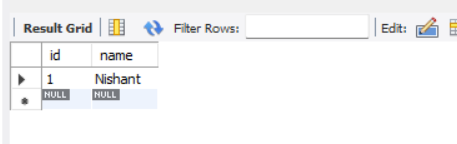 Result Grid Filter Rows: Edit:
id name
1 Nishant
NULL NULL